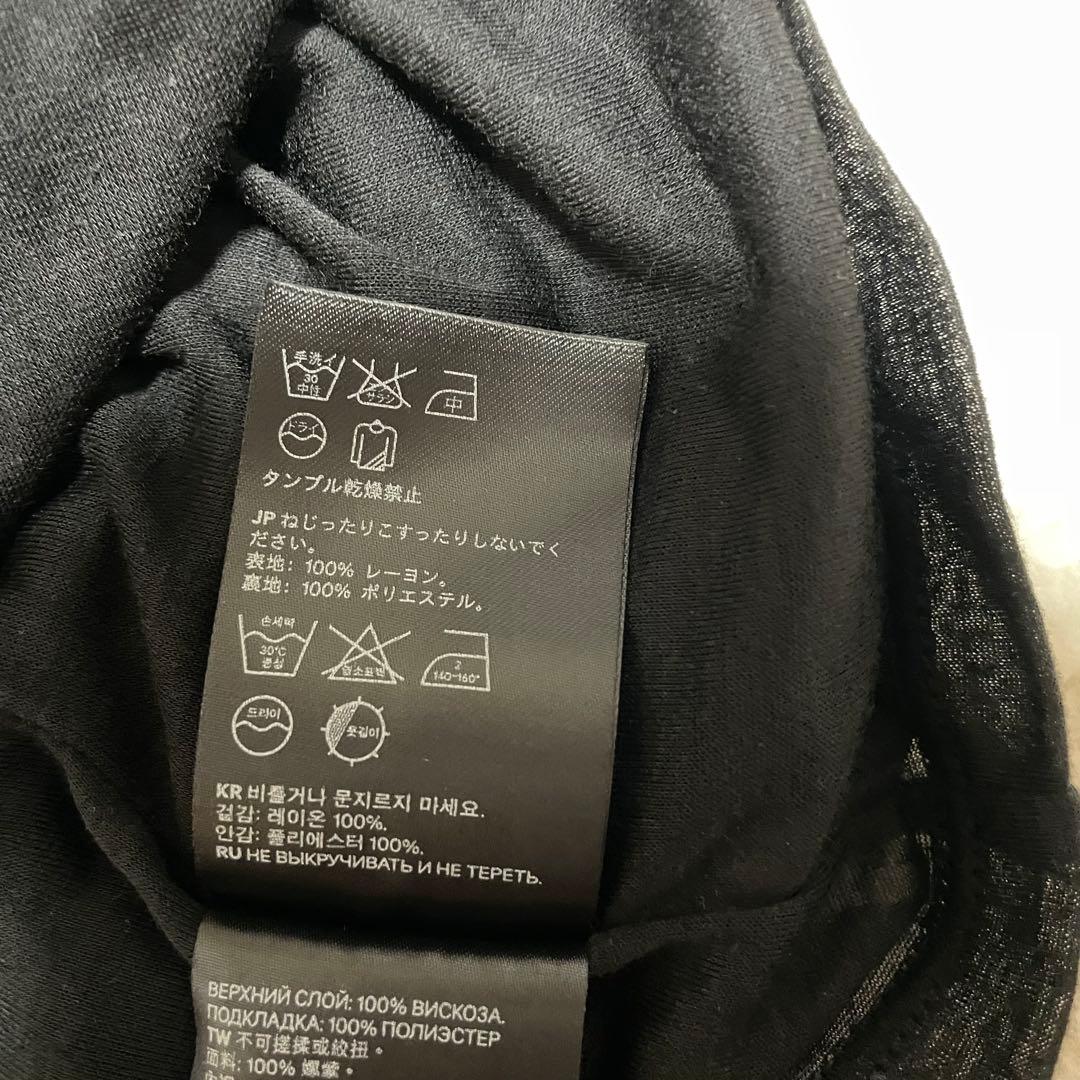 手洗イ
30
中性
サラシ
中
ドライ
タンブル乾燥禁止
JP ねじったりこすったりしないでく
ださい。
表地: 100% レーヨン。
裏地: 100% ポリエステル。
손세탁
30°C
중성
염소표백
2
140-160°
드라이
옷걸이
KR 비틀거나 문지르지 마세요.
겉감: 레이온 100%.
안감: 폴리에스터 100%.
RU НЕ ВЫКРУЧИВАТЬ И НЕ ТЕРЕТЬ.
ВЕРХНИЙ СЛОЙ: 100% ВИСКОЗА.
ПОДКЛАДКА: 100% ПОЛИЭСТЕР
TW 不可搓揉或絞扭。
面料: 100% 嫘縈。